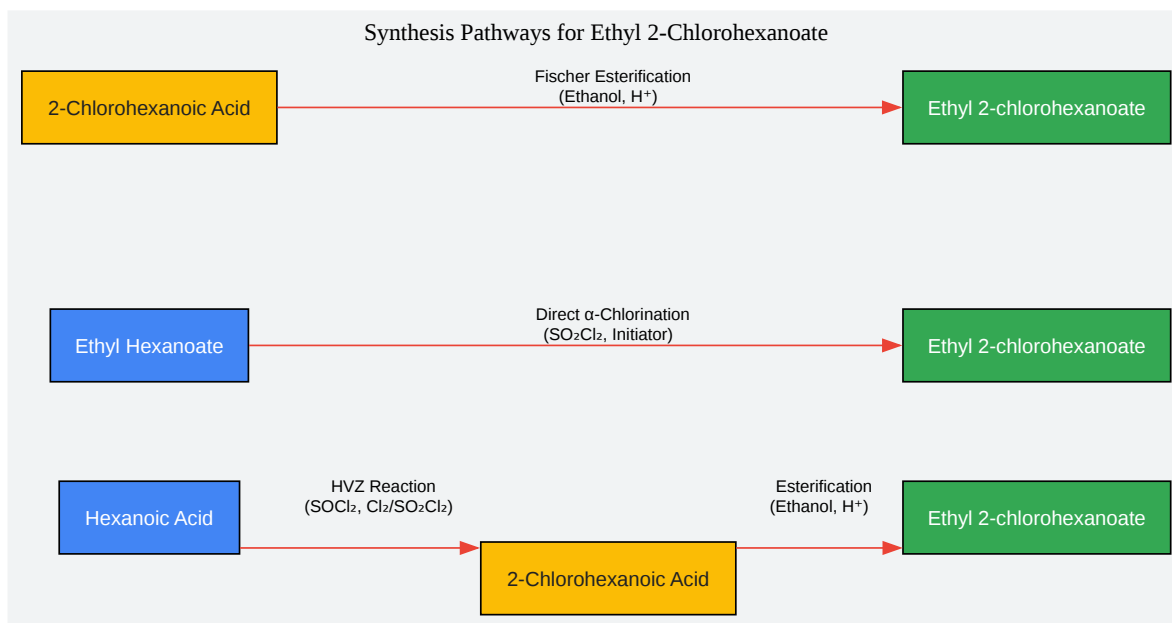 Synthesis Pathways for Ethyl 2-Chlorohexanoate
Fischer Esterification
(Ethanol, H⁺)
2-Chlorohexanoic Acid
Ethyl 2-chlorohexanoate
Direct α-Chlorination
(SO₂Cl₂, Initiator)
Ethyl Hexanoate
Ethyl 2-chlorohexanoate
HVZ Reaction
(SOCl₂, Cl₂/SO₂Cl₂)
Esterification
(Ethanol, H⁺)
Hexanoic Acid
Ethyl 2-chlorohexanoate
2-Chlorohexanoic Acid